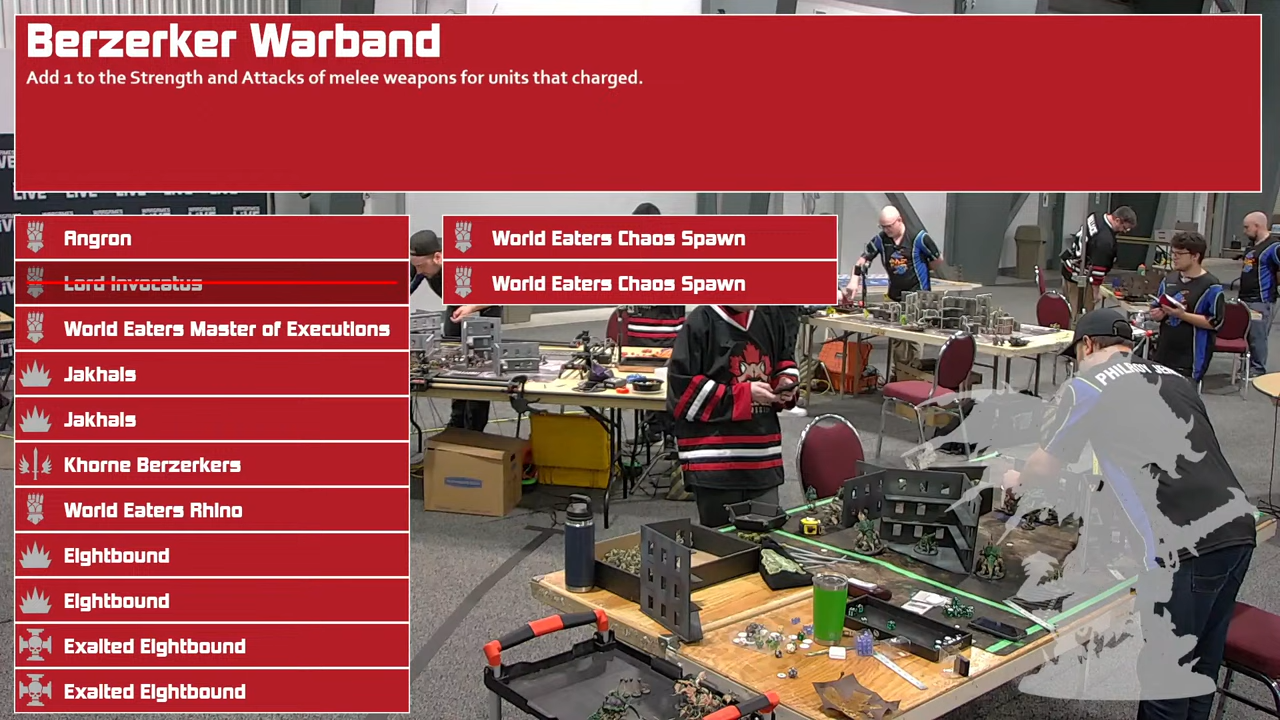 Berzerker Warband
Add 1 to the Strength and Attacks of melee weapons for units that charged.
Angron
Lord Invocatus
World Eaters Master of Executions
Jakhals
Jakhals
Khorne Berzerkers
World Eaters Rhino
Eightbound
Eightbound
Exalted Eightbound
Exalted Eightbound
World Eaters Chaos Spawn
World Eaters Chaos Spawn
LIVE
LIVE